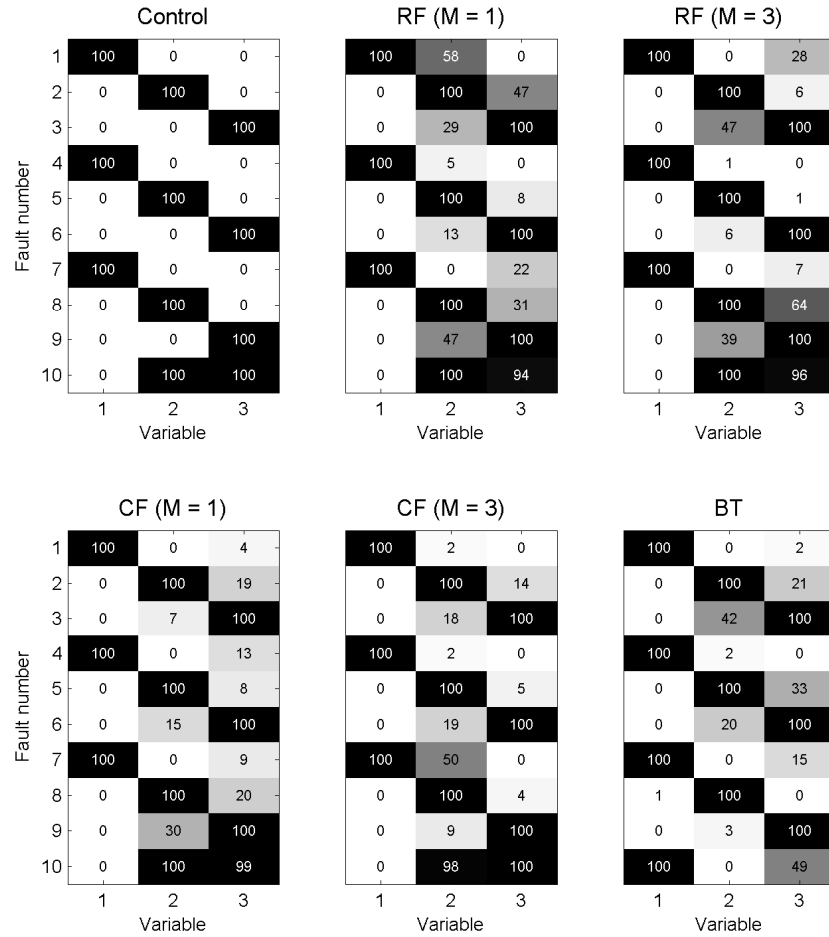 Control RF (M = 1) RF (M = 3)
1 100 0 0 100 58 0 100 0 28
2 0 100 0 0 100 47 0 100 6
3 0 0 100 0 29 100 0 47 100
4 100 0 0 100 5 0 100 1 0
5 0 100 0 0 100 8 0 100 1
6 0 0 100 0 13 100 0 6 100
7 100 0 0 100 0 22 100 0 7
8 0 100 0 0 100 31 0 100 64
9 0 0 100 0 47 100 0 39 100
10 0 100 100 0 100 94 0 100 96
Fault number
1 2 3 1 2 3 1 2 3
Variable Variable Variable
CF (M = 1) CF (M = 3) BT
1 100 0 4 100 2 0 100 0 2
2 0 100 19 0 100 14 0 100 21
3 0 7 100 0 18 100 0 42 100
4 100 0 13 100 2 0 100 2 0
5 0 100 8 0 100 5 0 100 33
6 0 15 100 0 19 100 0 20 100
7 100 0 9 100 50 0 100 0 15
8 0 100 20 0 100 4 1 100 0
9 0 30 100 0 9 100 0 3 100
10 0 100 99 0 98 100 100 0 49
Fault number
1 2 3 1 2 3 1 2 3
Variable Variable Variable